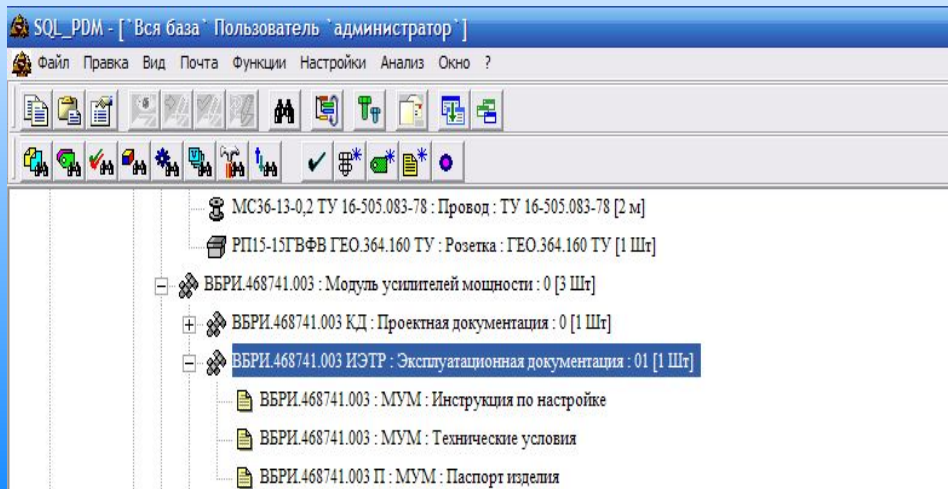 SQL_PDM - [`Вся база` Пользователь `администратор`]
Файл Правка Вид Почта Функции Настройки Анализ Окно ?
МС36-13-0,2 ТУ 16-505.083-78 : Провод : ТУ 16-505.083-78 [2 м]
РП15-15ГВФВ ГЕО.364.160 ТУ : Розетка : ГЕО.364.160 ТУ [1 Шт]
ВБРИ.468741.003 : Модуль усилителей мощности : 0 [3 Шт]
ВБРИ.468741.003 КД : Проектная документация : 0 [1 Шт]
ВБРИ.468741.003 ИЭТР : Эксплуатационная документация : 01 [1 Шт]
ВБРИ.468741.003 : МУМ : Инструкция по настройке
ВБРИ.468741.003 : МУМ : Технические условия
ВБРИ.468741.003 П : МУМ : Паспорт изделия